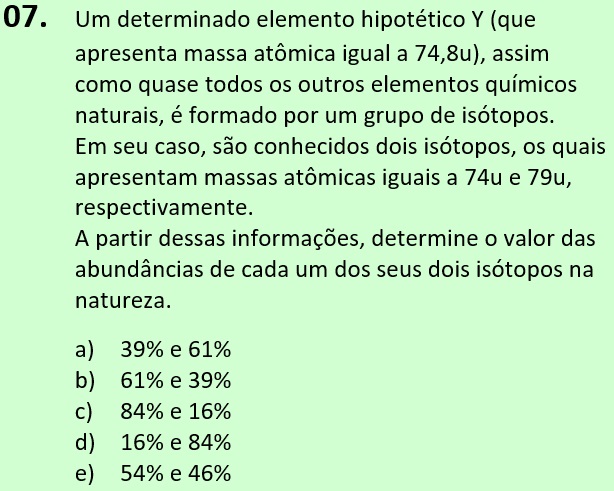 07. Um determinado elemento hipotético Y (que
apresenta massa atômica igual a 74,8u), assim
como quase todos os outros elementos químicos
naturais, é formado por um grupo de isótopos.
Em seu caso, são conhecidos dois isótopos, os quais
apresentam massas atômicas iguais a 74u e 79u,
respectivamente.
A partir dessas informações, determine o valor das
abundâncias de cada um dos seus dois isótopos na
natureza.
a) 39% e 61%
b) 61% e 39%
c) 84% e 16%
d) 16% e 84%
e) 54% e 46%